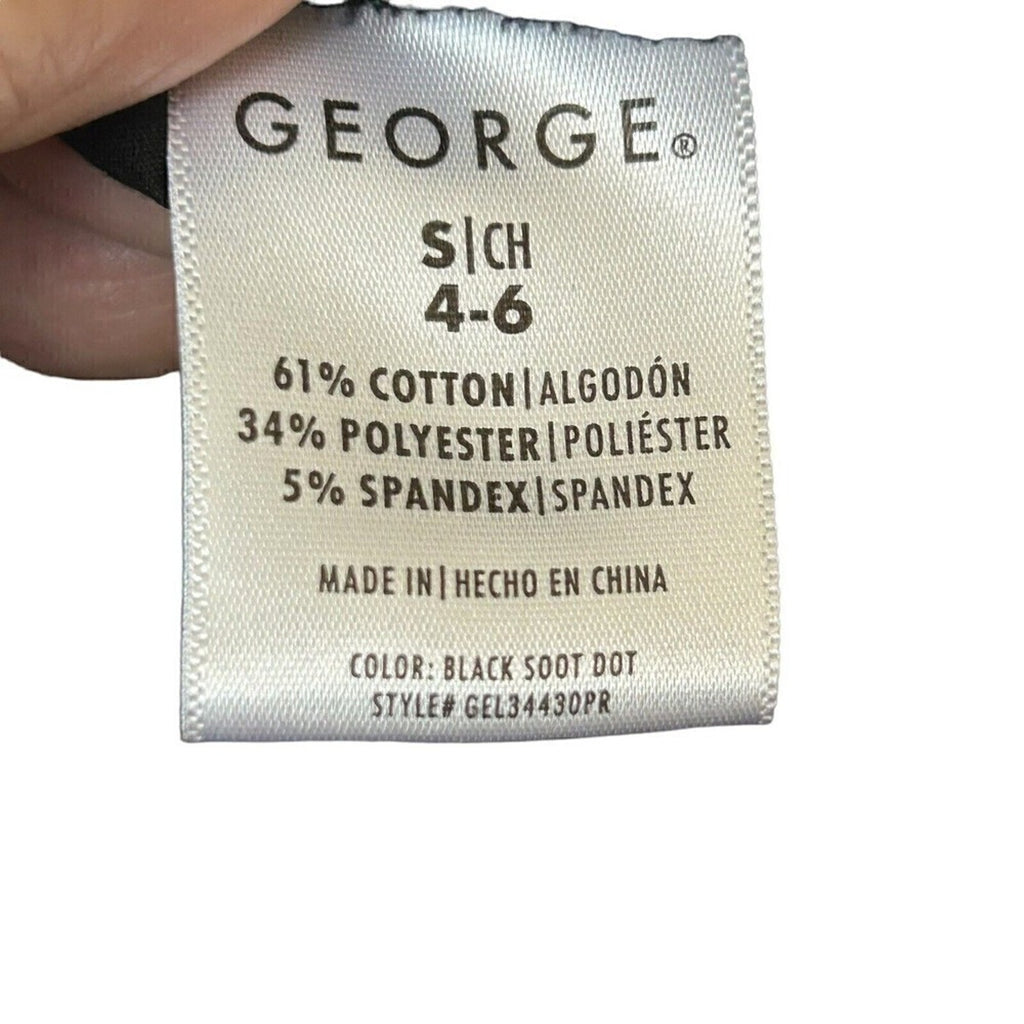 GEORGE®
S|CH
4-6
61% COTTON|ALGODÓN
34% POLYESTER|POLIÉSTER
5% SPANDEX|SPANDEX
MADE IN|HECHO EN CHINA
COLOR: BLACK SOOT DOT
STYLE# GEL34430PR